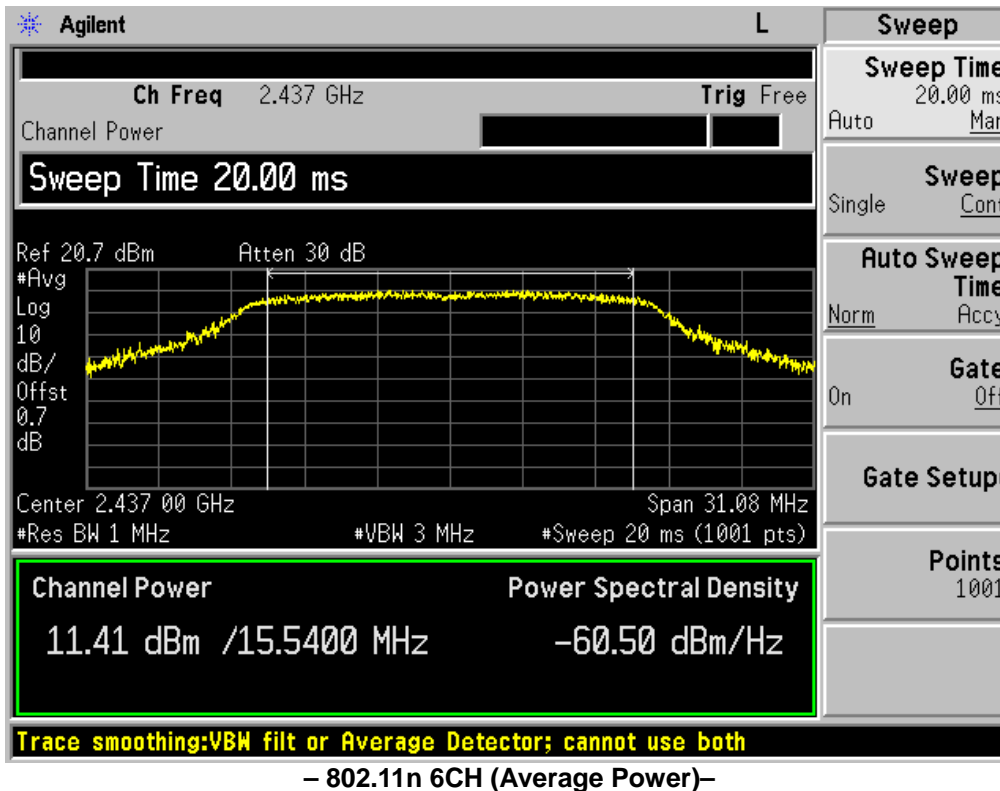 Agilent L
Sweep
Sweep Time
20.00 ms
Auto Man
Ch Freq 2.437 GHz Trig Free
Channel Power
Sweep Time 20.00 ms
Sweep
Single Cont
Ref 20.7 dBm Atten 30 dB
#Avg
Log
10
dB/
Offst
0.7
dB
Auto Sweep
Time
Norm Accy
Gate
On Off
Center 2.437 00 GHz Span 31.08 MHz
#Res BW 1 MHz #VBW 3 MHz #Sweep 20 ms (1001 pts)
Gate Setup
Channel Power Power Spectral Density
11.41 dBm /15.5400 MHz -60.50 dBm/Hz
Points
1001
Trace smoothing:VBW filt or Average Detector; cannot use both
– 802.11n 6CH (Average Power)–